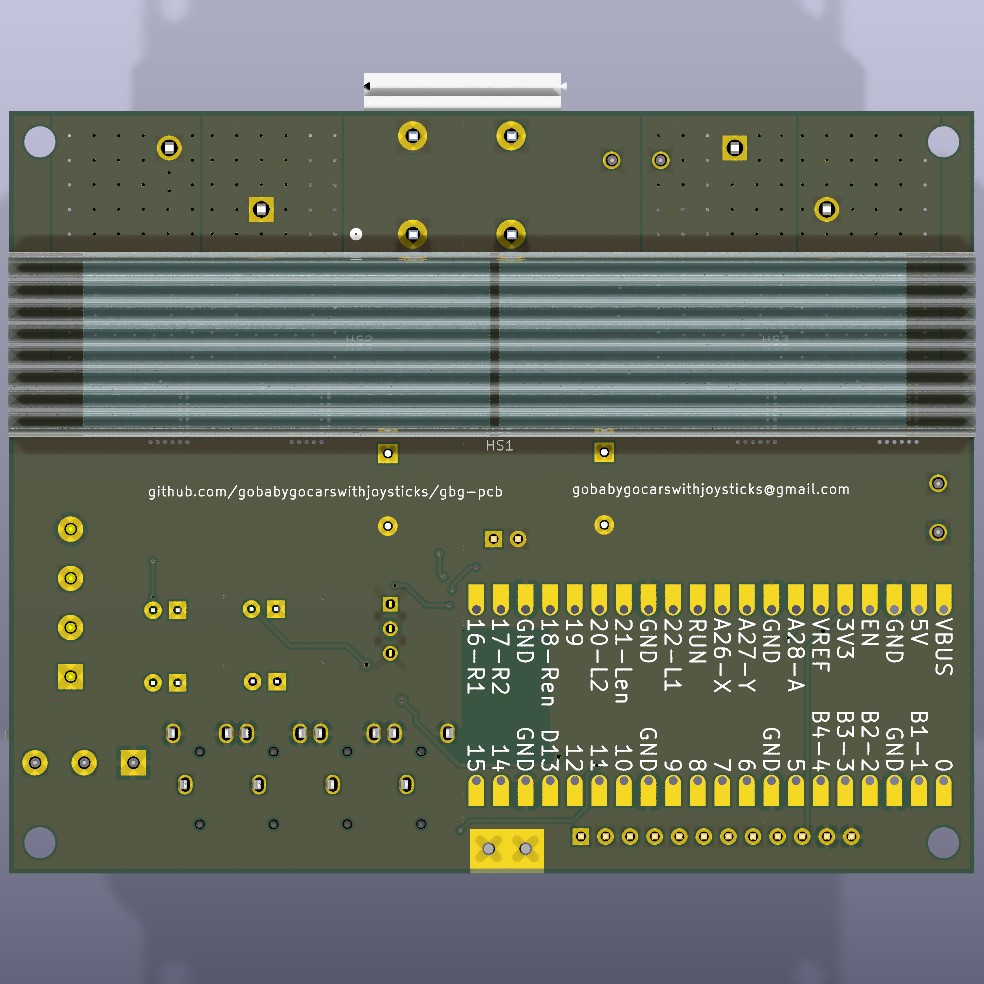 HS2
HS3
HS1
github.com/gobabygocarswithjoysticks/gbg-pcb
gobabygocarswithjoysticks@gmail.com
16-R1
17-R2
GND
18-Ren
19
20-L2
21-Len
GND
22-L1
RUN
A26-X
A27-Y
GND
A28-A
VREF
3V3
EN
GND
5V
VBUS
15
14
GND
D13
12
11
10
GND
9
8
7
6
GND
5
B4-4
B3-3
B2-2
GND
B1-1
0